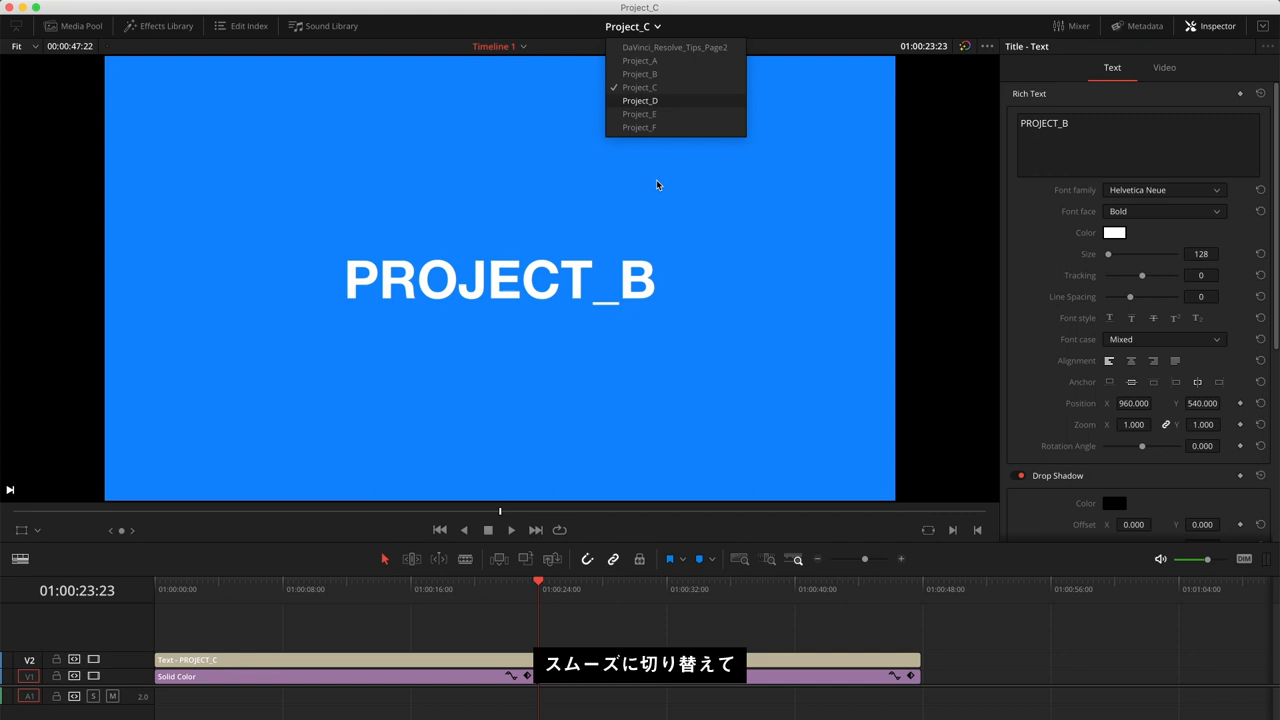 Project_C
Media Pool
Effects Library
Edit Index
Sound Library
Project_C
Mixer
Metadata
Inspector
Fit
00:00:47:22
Timeline 1
01:00:23:23
Title - Text
DaVinci_Resolve_Tips_Page2
Project_A
Project_B
Project_C
Project_D
Project_E
Project_F
Text
Video
Rich Text
PROJECT_B
Font family
Helvetica Neue
Font face
Bold
Color
Size
128
Tracking
0
Line Spacing
0
Font style
T T T T T
Font case
Mixed
Alignment
Anchor
Position X 960.000 Y 540.000
Zoom X 1.000 Y 1.000
Rotation Angle 0.000
Drop Shadow
Color
Offset 0.000 0.000
PROJECT_B
DIM
01:00:23:23
01:00:00:00
01:00:08:00
01:00:16:00
01:00:24:00
01:00:32:00
01:00:40:00
01:00:48:00
01:00:56:00
01:01:04:00
V2
Text - PROJECT_C
V1
Solid Color
A1
S
M
2.0
スムーズに切り替えて